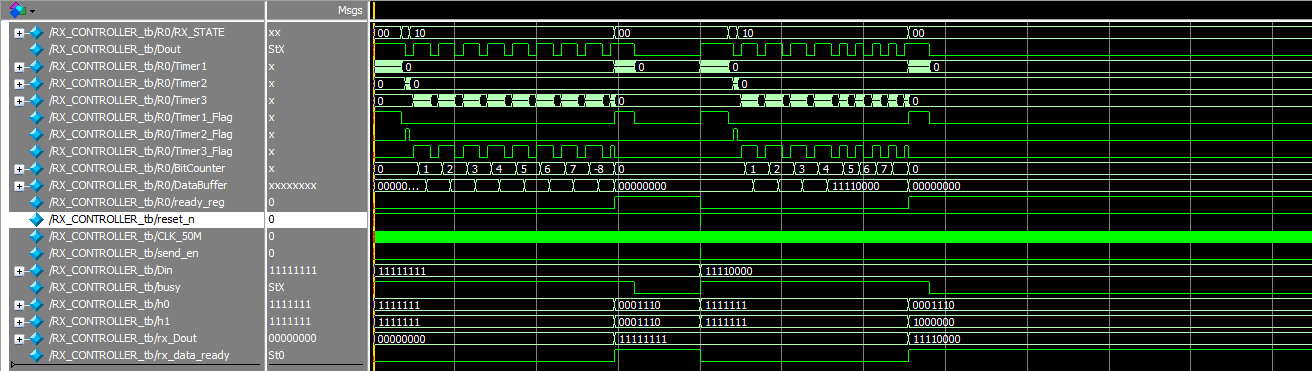 Msgs
/RX_CONTROLLER_tb/R0/RX_STATE xx 00 10 00 10 00
/RX_CONTROLLER_tb/Dout StX
/RX_CONTROLLER_tb/R0/Timer1 x 0 0 0 0
/RX_CONTROLLER_tb/R0/Timer2 x 0 0 0
/RX_CONTROLLER_tb/R0/Timer3 x 0 0 0
/RX_CONTROLLER_tb/R0/Timer1_Flag x
/RX_CONTROLLER_tb/R0/Timer2_Flag x
/RX_CONTROLLER_tb/R0/Timer3_Flag x
/RX_CONTROLLER_tb/R0/BitCounter x 0 1 2 3 4 5 6 7 -8 0 1 2 3 4 5 6 7 0
/RX_CONTROLLER_tb/R0/DataBuffer xxxxxxxx 00000... 00000000 11110000 00000000
/RX_CONTROLLER_tb/R0/ready_reg 0
/RX_CONTROLLER_tb/reset_n 0
/RX_CONTROLLER_tb/CLK_50M 0
/RX_CONTROLLER_tb/send_en 0
/RX_CONTROLLER_tb/Din 11111111 11111111 11110000
/RX_CONTROLLER_tb/busy StX
/RX_CONTROLLER_tb/h0 1111111 1111111 0001110 1111111 0001110
/RX_CONTROLLER_tb/h1 1111111 1111111 0001110 1111111 1000000
/RX_CONTROLLER_tb/rx_Dout 00000000 00000000 11111111 11110000
/RX_CONTROLLER_tb/rx_data_ready St0